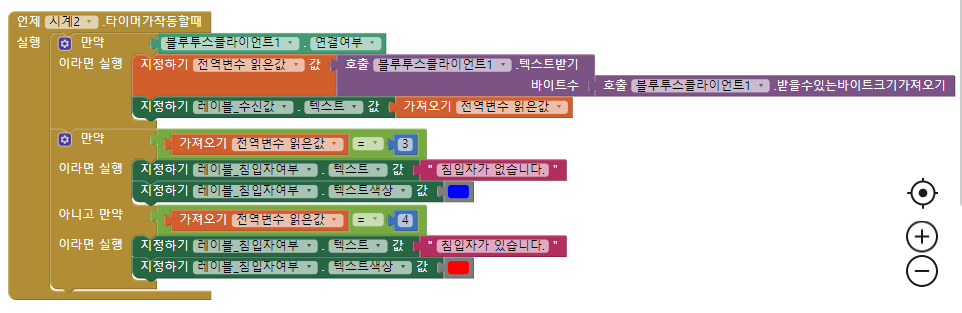 언제 시계2 .타이머가작동할때
실행 만약 블루투스클라이언트1 . 연결여부
이라면 실행 지정하기 전역변수 읽은값 값 호출 블루투스클라이언트1 .텍스트받기
바이트수 호출 블루투스클라이언트1 .받을수있는바이트크기가져오기
지정하기 레이블_수신값 . 텍스트 값 가져오기 전역변수 읽은값
만약 가져오기 전역변수 읽은값 = 3
이라면 실행 지정하기 레이블_침입자여부 . 텍스트 값 " 침입자가 없습니다. "
지정하기 레이블_침입자여부 . 텍스트색상 값
아니고 만약 가져오기 전역변수 읽은값 = 4
이라면 실행 지정하기 레이블_침입자여부 . 텍스트 값 " 침입자가 있습니다. "
지정하기 레이블_침입자여부 . 텍스트색상 값